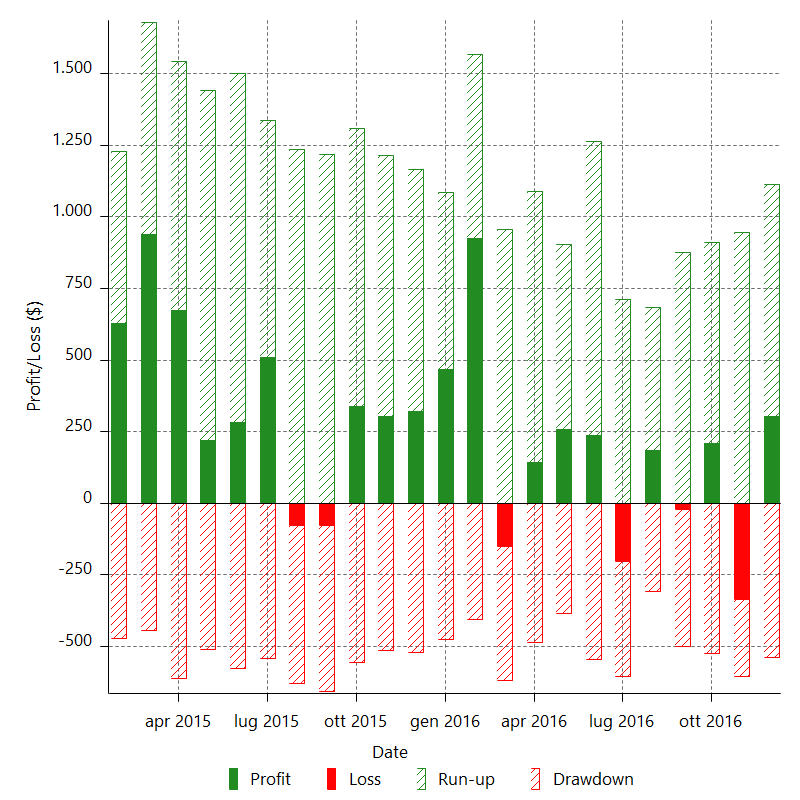 1.500
1.250
1.000
750
500
250
0
-250
-500
Profit/Loss ($)
apr 2015 lug 2015 ott 2015 gen 2016 apr 2016 lug 2016 ott 2016
Date
Profit Loss Run-up Drawdown